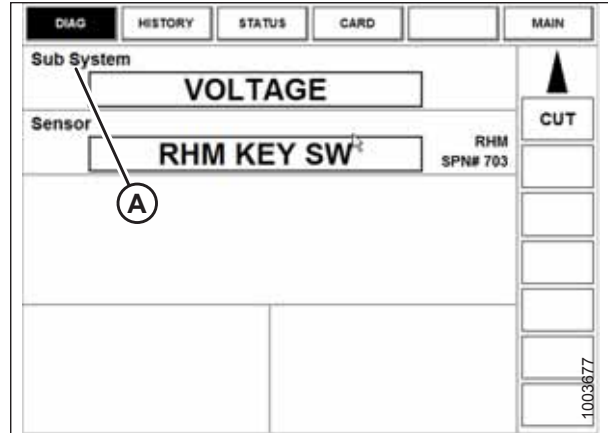 DIAG HISTORY STATUS CARD MAIN
Sub System
VOLTAGE
CUT
Sensor
RHM KEY SW
RHM
SPN# 703
A
1003677